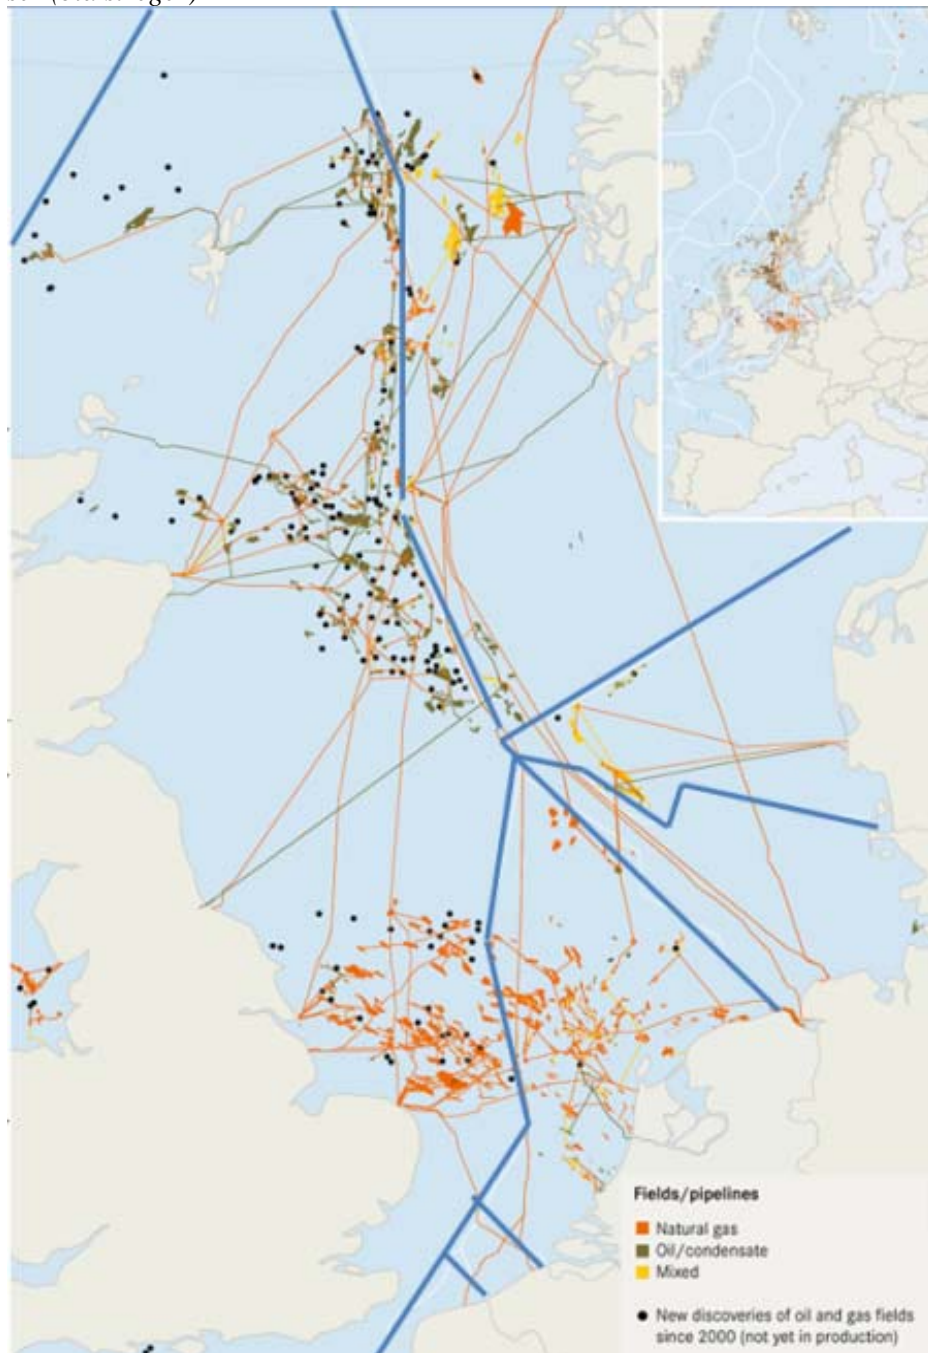 Fields/pipelines
Natural gas
Oil/condensate
Mixed
New discoveries of oil and gas fields
since 2000 (not yet in production)